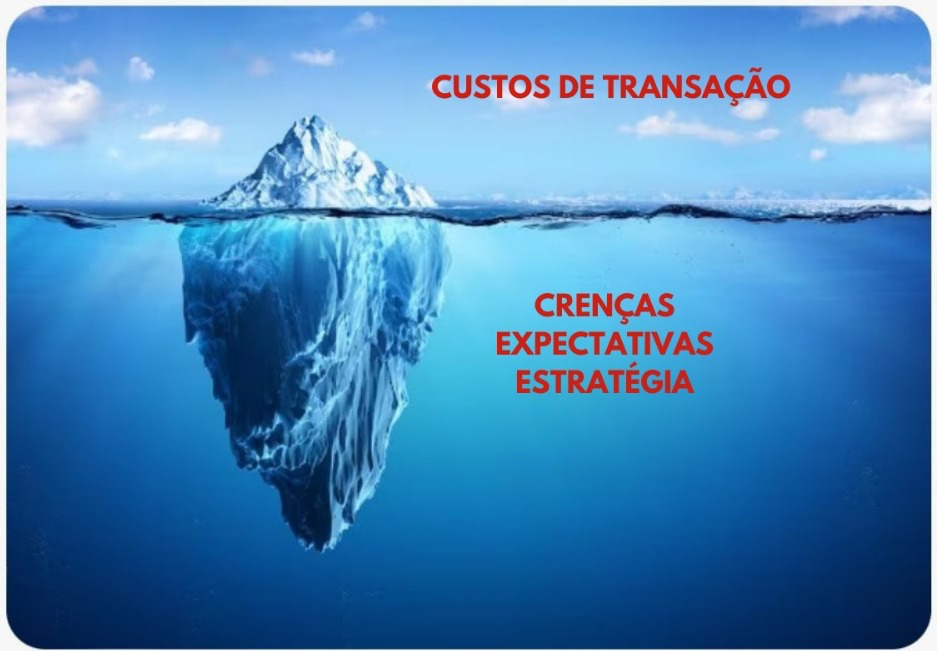 CUSTOS DE TRANSAÇÃO
CRENÇAS
EXPECTATIVAS
ESTRATÉGIA